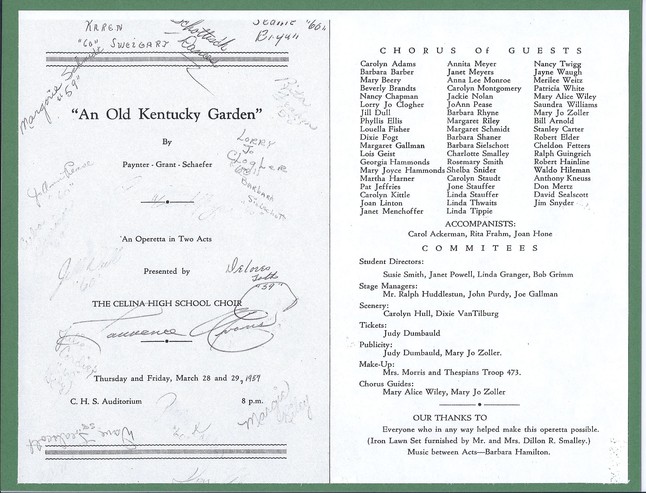 KAREN
"60" SWEIGART
Jeanie "60"
Bryan
Marjorie Schmidt
"59"
"An Old Kentucky Garden"
By
Paynter - Grant - Schaefer
LORRY
Jo
An Operetta in Two Acts
Presented by
Delores
"59"
THE CELINA HIGH SCHOOL CHOIR
"60"
Thursday and Friday, March 28 and 29, 1957
C. H. S. Auditorium 8 p.m.
Margie
CHORUS Of GUESTS
Carolyn Adams Annita Meyer Nancy Twigg
Barbara Barber Janet Meyers Jayne Waugh
Mary Beery Anna Lee Monroe Merilee Weitz
Beverly Brandts Carolyn Montgomery Patricia White
Nancy Chapman Jackie Nolan Mary Alice Wiley
Lorry Jo Clogher JoAnn Pease Saundra Williams
Jill Dull Barbara Rhyne Mary Jo Zoller
Phyllis Ellis Margaret Riley Bill Arnold
Louella Fisher Margaret Schmidt Stanley Carter
Dixie Fogt Barbara Shaner Robert Elder
Margaret Gallman Barbara Sielschott Cheldon Fetters
Lois Geist Charlotte Smalley Ralph Guingrich
Georgia Hammonds Rosemary Smith Robert Hainline
Mary Joyce Hammonds Shelba Snider Waldo Hileman
Martha Harner Carolyn Staudt Anthony Kneuss
Pat Jeffries Jone Stauffer Don Mertz
Carolyn Kittle Linda Stauffer David Sealscott
Joan Linton Linda Thwaits Jim Snyder
Janet Menchhoffer Linda Tippie
ACCOMPANISTS:
Carol Ackerman, Rita Frahm, Joan Hone
COMMITEES
Student Directors:
Susie Smith, Janet Powell, Linda Granger, Bob Grimm
Stage Managers:
Mr. Ralph Huddlestun, John Purdy, Joe Gallman
Scenery:
Carolyn Hull, Dixie VanTilburg
Tickets:
Judy Dumbauld
Publicity:
Judy Dumbauld, Mary Jo Zoller.
Make-Up:
Mrs. Morris and Thespians Troop 473.
Chorus Guides:
Mary Alice Wiley, Mary Jo Zoller
OUR THANKS TO
Everyone who in any way helped make this operetta possible.
(Iron Lawn Set furnished by Mr. and Mrs. Dillon R. Smalley.)
Music between Acts—Barbara Hamilton.